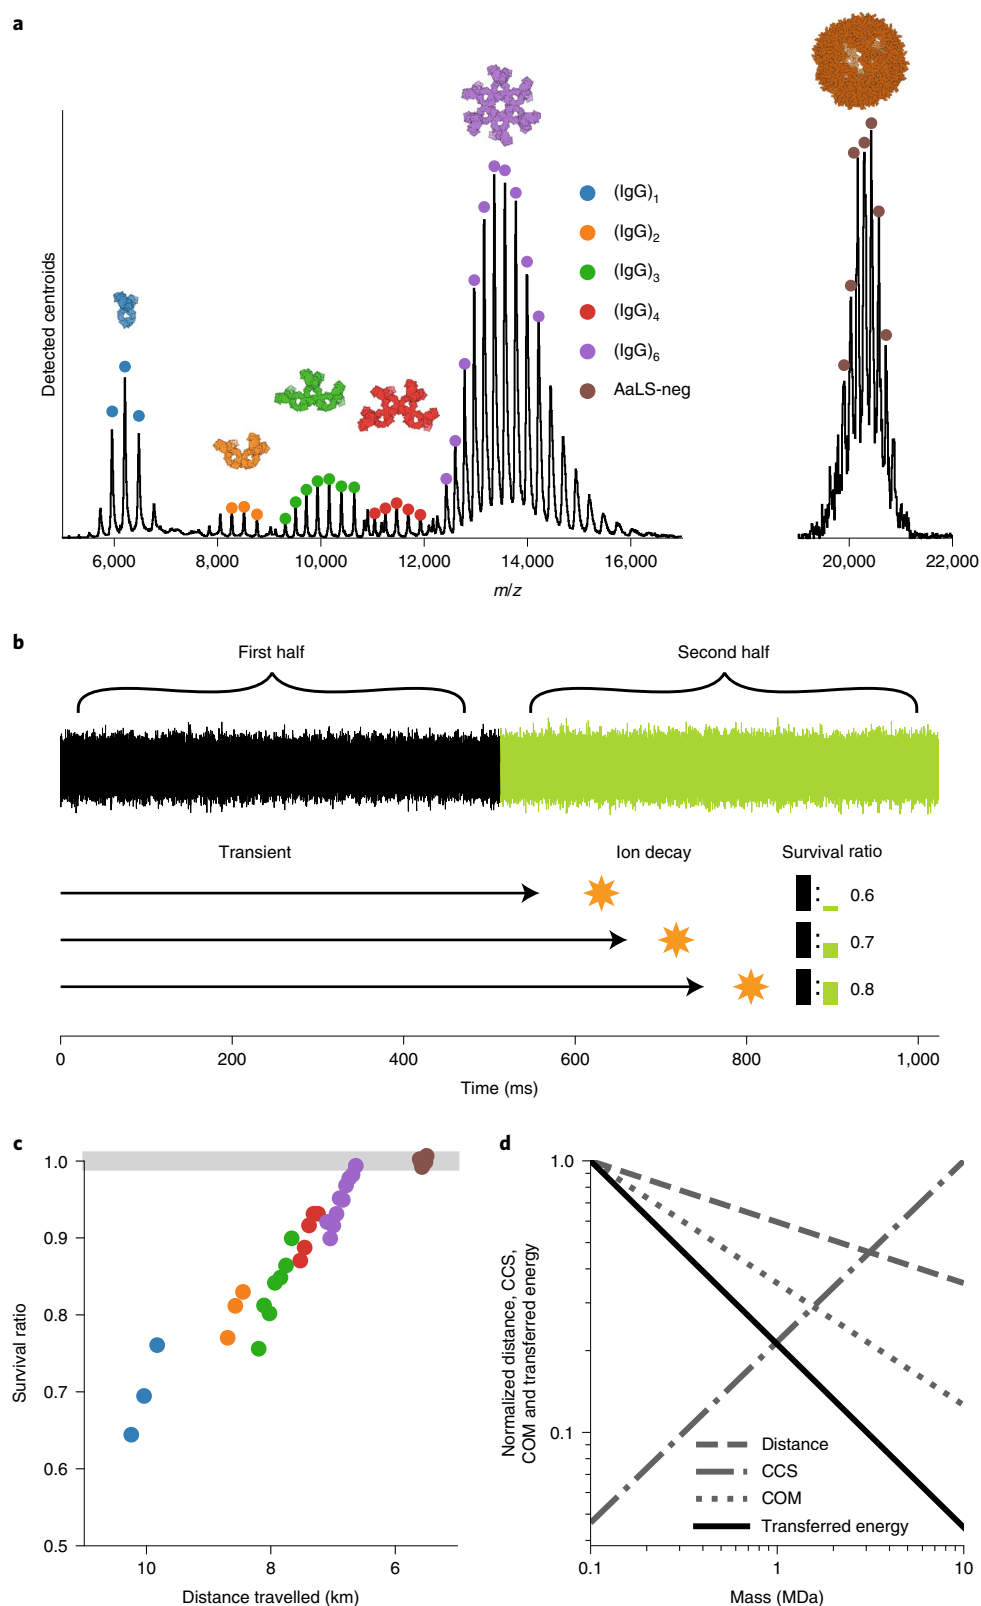 a
Detected centroids
(IgG)1
(IgG)2
(IgG)3
(IgG)4
(IgG)6
AaLS-neg
6,000 8,000 10,000 12,000 14,000 16,000 20,000 22,000
m/z
b
First half Second half
Transient Ion decay Survival ratio
: 0.6
: 0.7
: 0.8
0 200 400 600 800 1,000
Time (ms)
c
Survival ratio
1.0
0.9
0.8
0.7
0.6
0.5
10 8 6
Distance travelled (km)
d
Normalized distance, CCS,
COM and transferred energy
1.0
0.1
Distance
CCS
COM
Transferred energy
0.1 1 10
Mass (MDa)